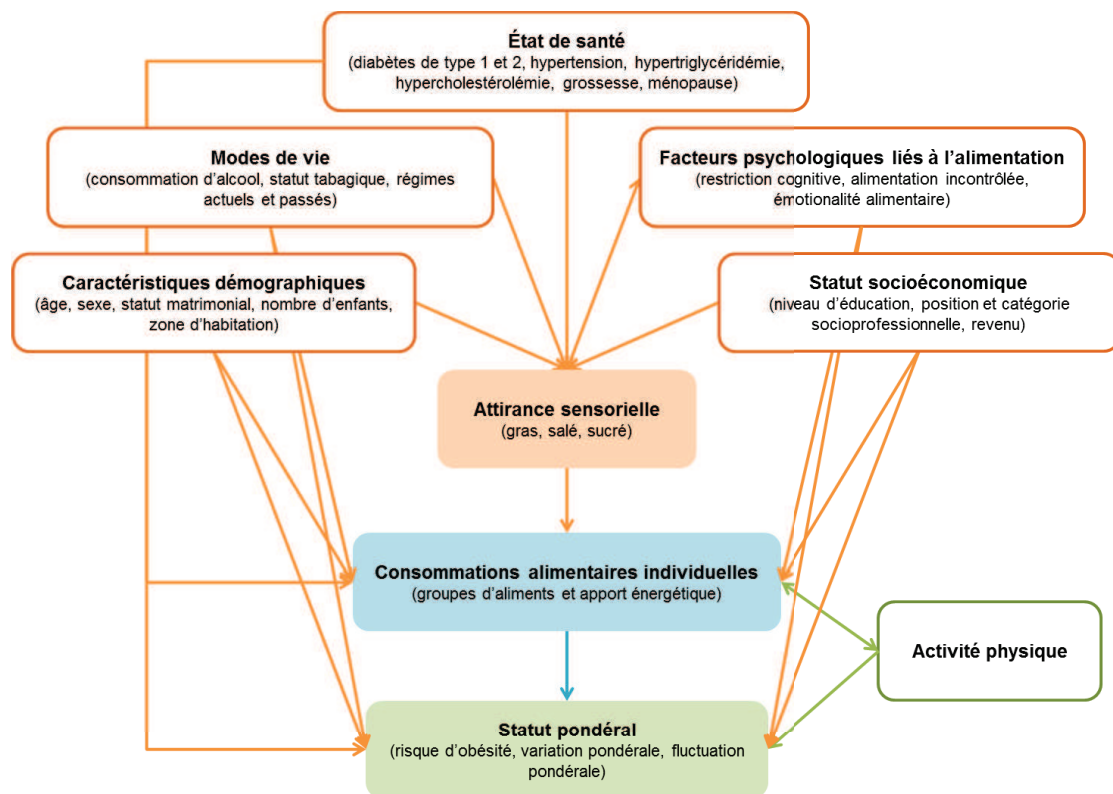 État de santé
(diabètes de type 1 et 2, hypertension, hypertriglycéridémie,
hypercholestérolémie, grossesse, ménopause)
Modes de vie
(consommation d'alcool, statut tabagique, régimes
actuels et passés)
Facteurs psychologiques liés à l'alimentation
(restriction cognitive, alimentation incontrôlée,
émotionalité alimentaire)
Caractéristiques démographiques
(âge, sexe, statut matrimonial, nombre d'enfants,
zone d'habitation)
Statut socioéconomique
(niveau d'éducation, position et catégorie
socioprofessionnelle, revenu)
Attirance sensorielle
(gras, salé, sucré)
Consommations alimentaires individuelles
(groupes d'aliments et apport énergétique)
Activité physique
Statut pondéral
(risque d'obésité, variation pondérale, fluctuation
pondérale)